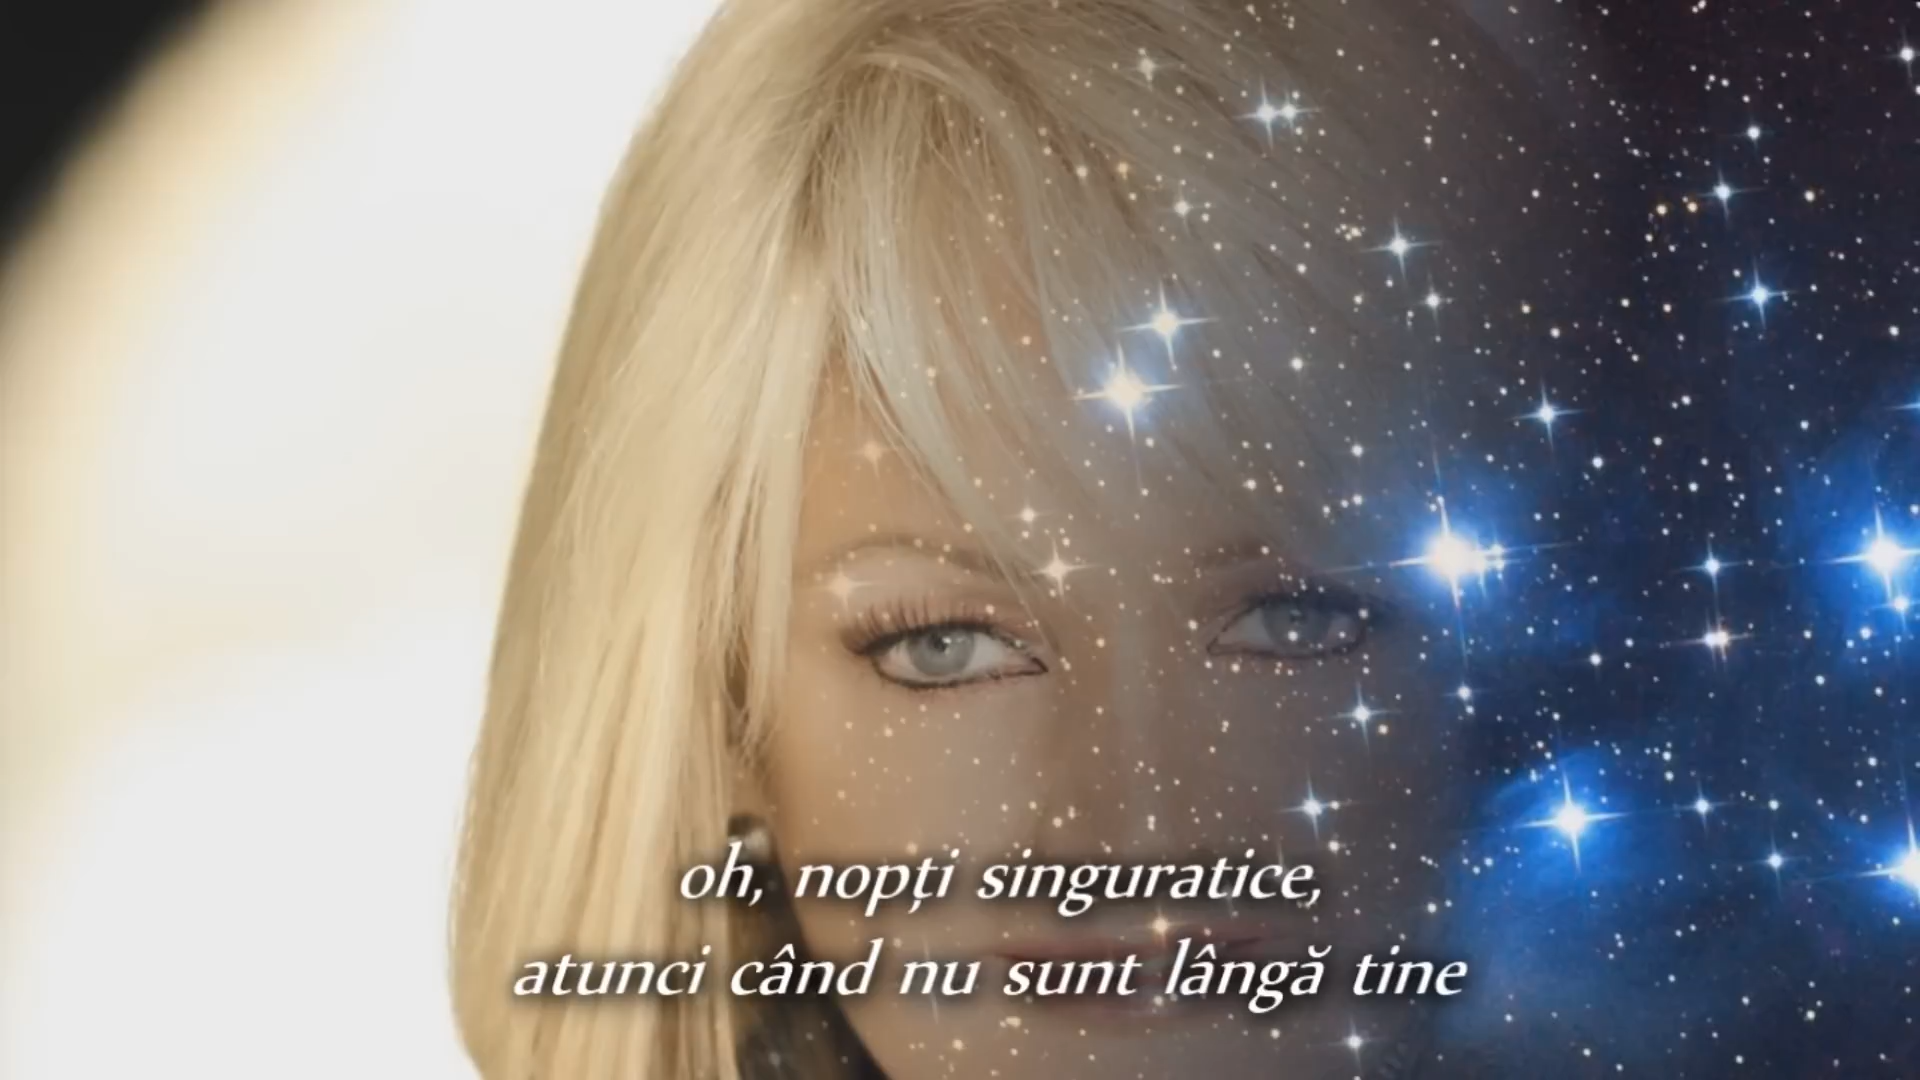 oh, nopți singuratice,
atunci când nu sunt lângă tine